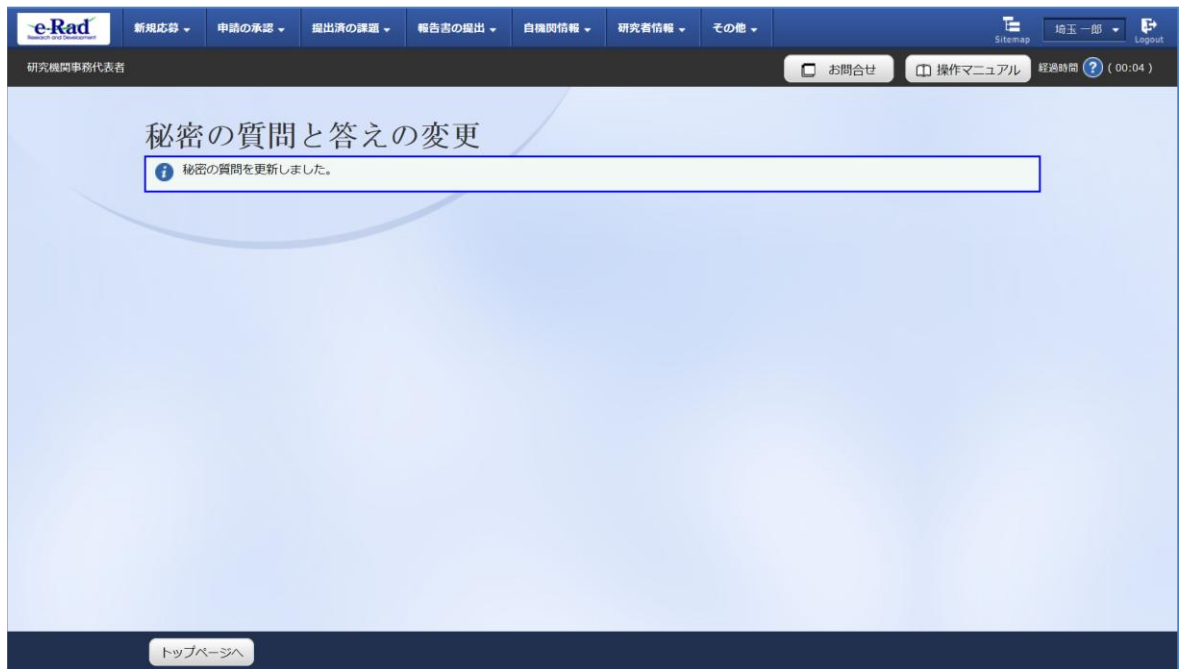 e-Rad
Research and Development
新規応募 申請の承認 提出済の課題 報告書の提出 自機関情報 研究者情報 その他 Sitemap 埼玉 一郎 Logout
研究機関事務代表者 お問合せ 操作マニュアル 経過時間 ? ( 00:04 )
秘密の質問と答えの変更
i 秘密の質問を更新しました。
トップページへ